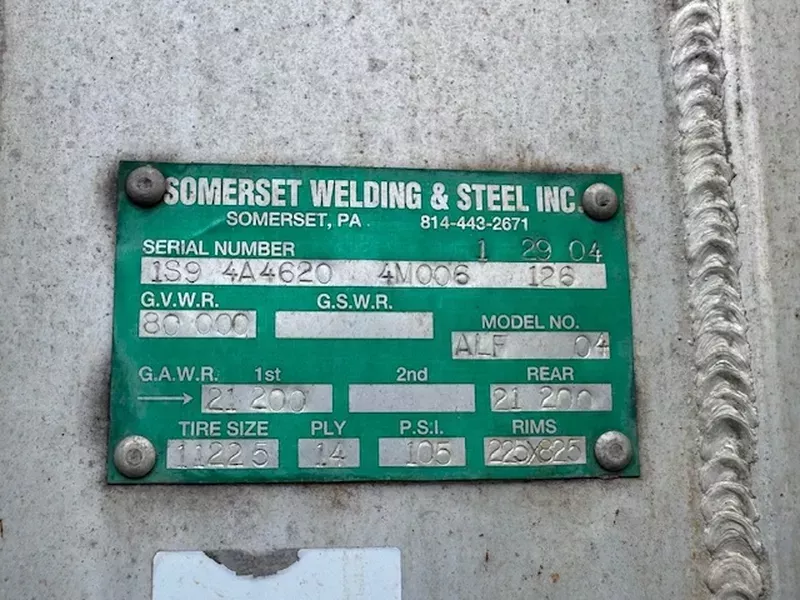 SOMERSET WELDING & STEEL INC.
SOMERSET, PA 814-443-2671
SERIAL NUMBER 1 29 04
1S9 4A4620 4M006 126
G.V.W.R. G.S.W.R.
80 000 MODEL NO.
ALF 04
G.A.W.R. 1st 2nd REAR
21 200 21 200
TIRE SIZE PLY P.S.I. RIMS
11225 14 105 225X825